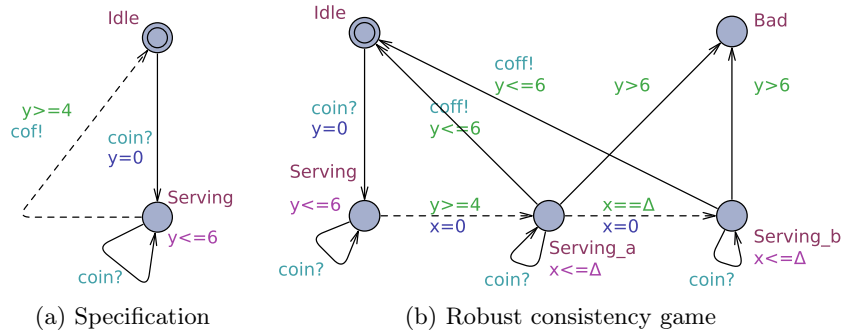 Idle
y>=4
cof!
coin?
y=0
Serving
y<=6
coin?
(a) Specification
Idle
Bad
coff!
y<=6
y>6
y>6
coin?
y=0
coff!
y<=6
Serving
y<=6
y>=4
x=0
x==Δ
x=0
Serving_a
x<=Δ
Serving_b
x<=Δ
coin?
coin?
coin?
(b) Robust consistency game